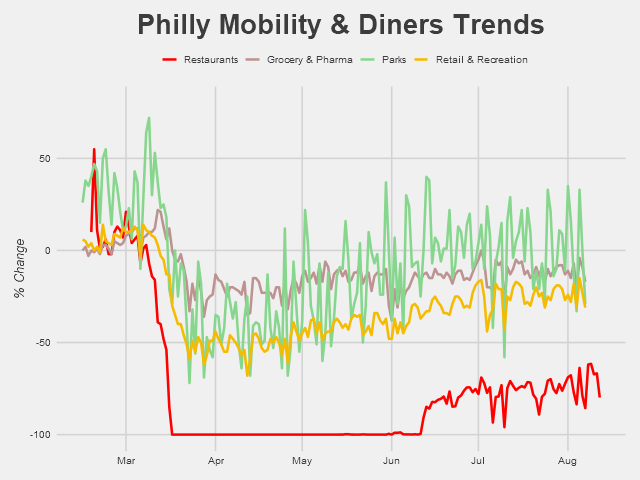 Philly Mobility & Diners Trends
Restaurants Grocery & Pharma Parks Retail & Recreation
% Change
50
0
-50
-100
Mar Apr May Jun Jul Aug